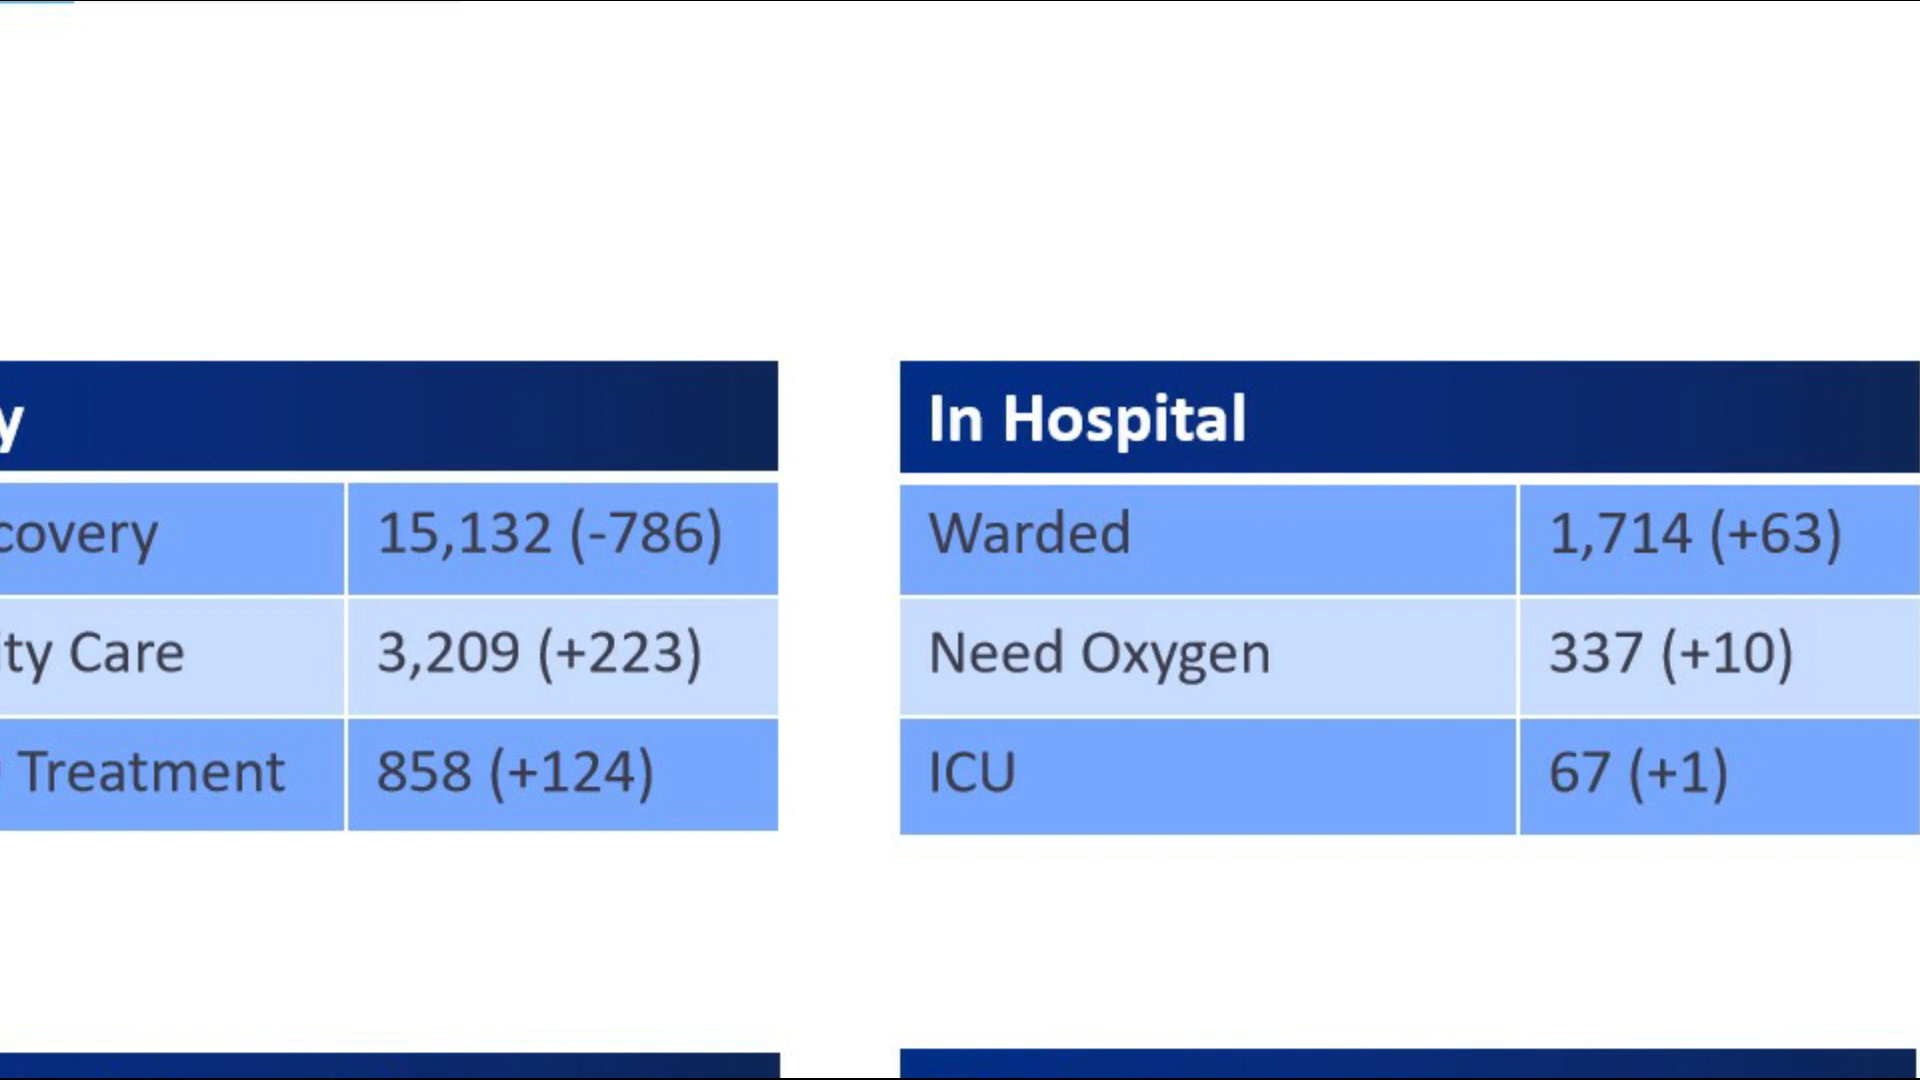 y
covery 15,132 (-786)
ity Care 3,209 (+223)
Treatment 858 (+124)
In Hospital
Warded 1,714 (+63)
Need Oxygen 337 (+10)
ICU 67 (+1)